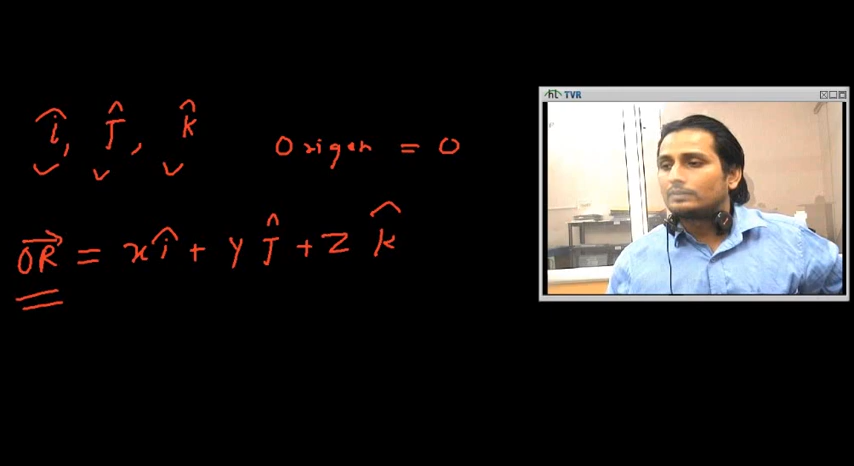 î, ĵ, k̂ Origen = O
TVR
OR⃗ = xî + yĵ + zk̂